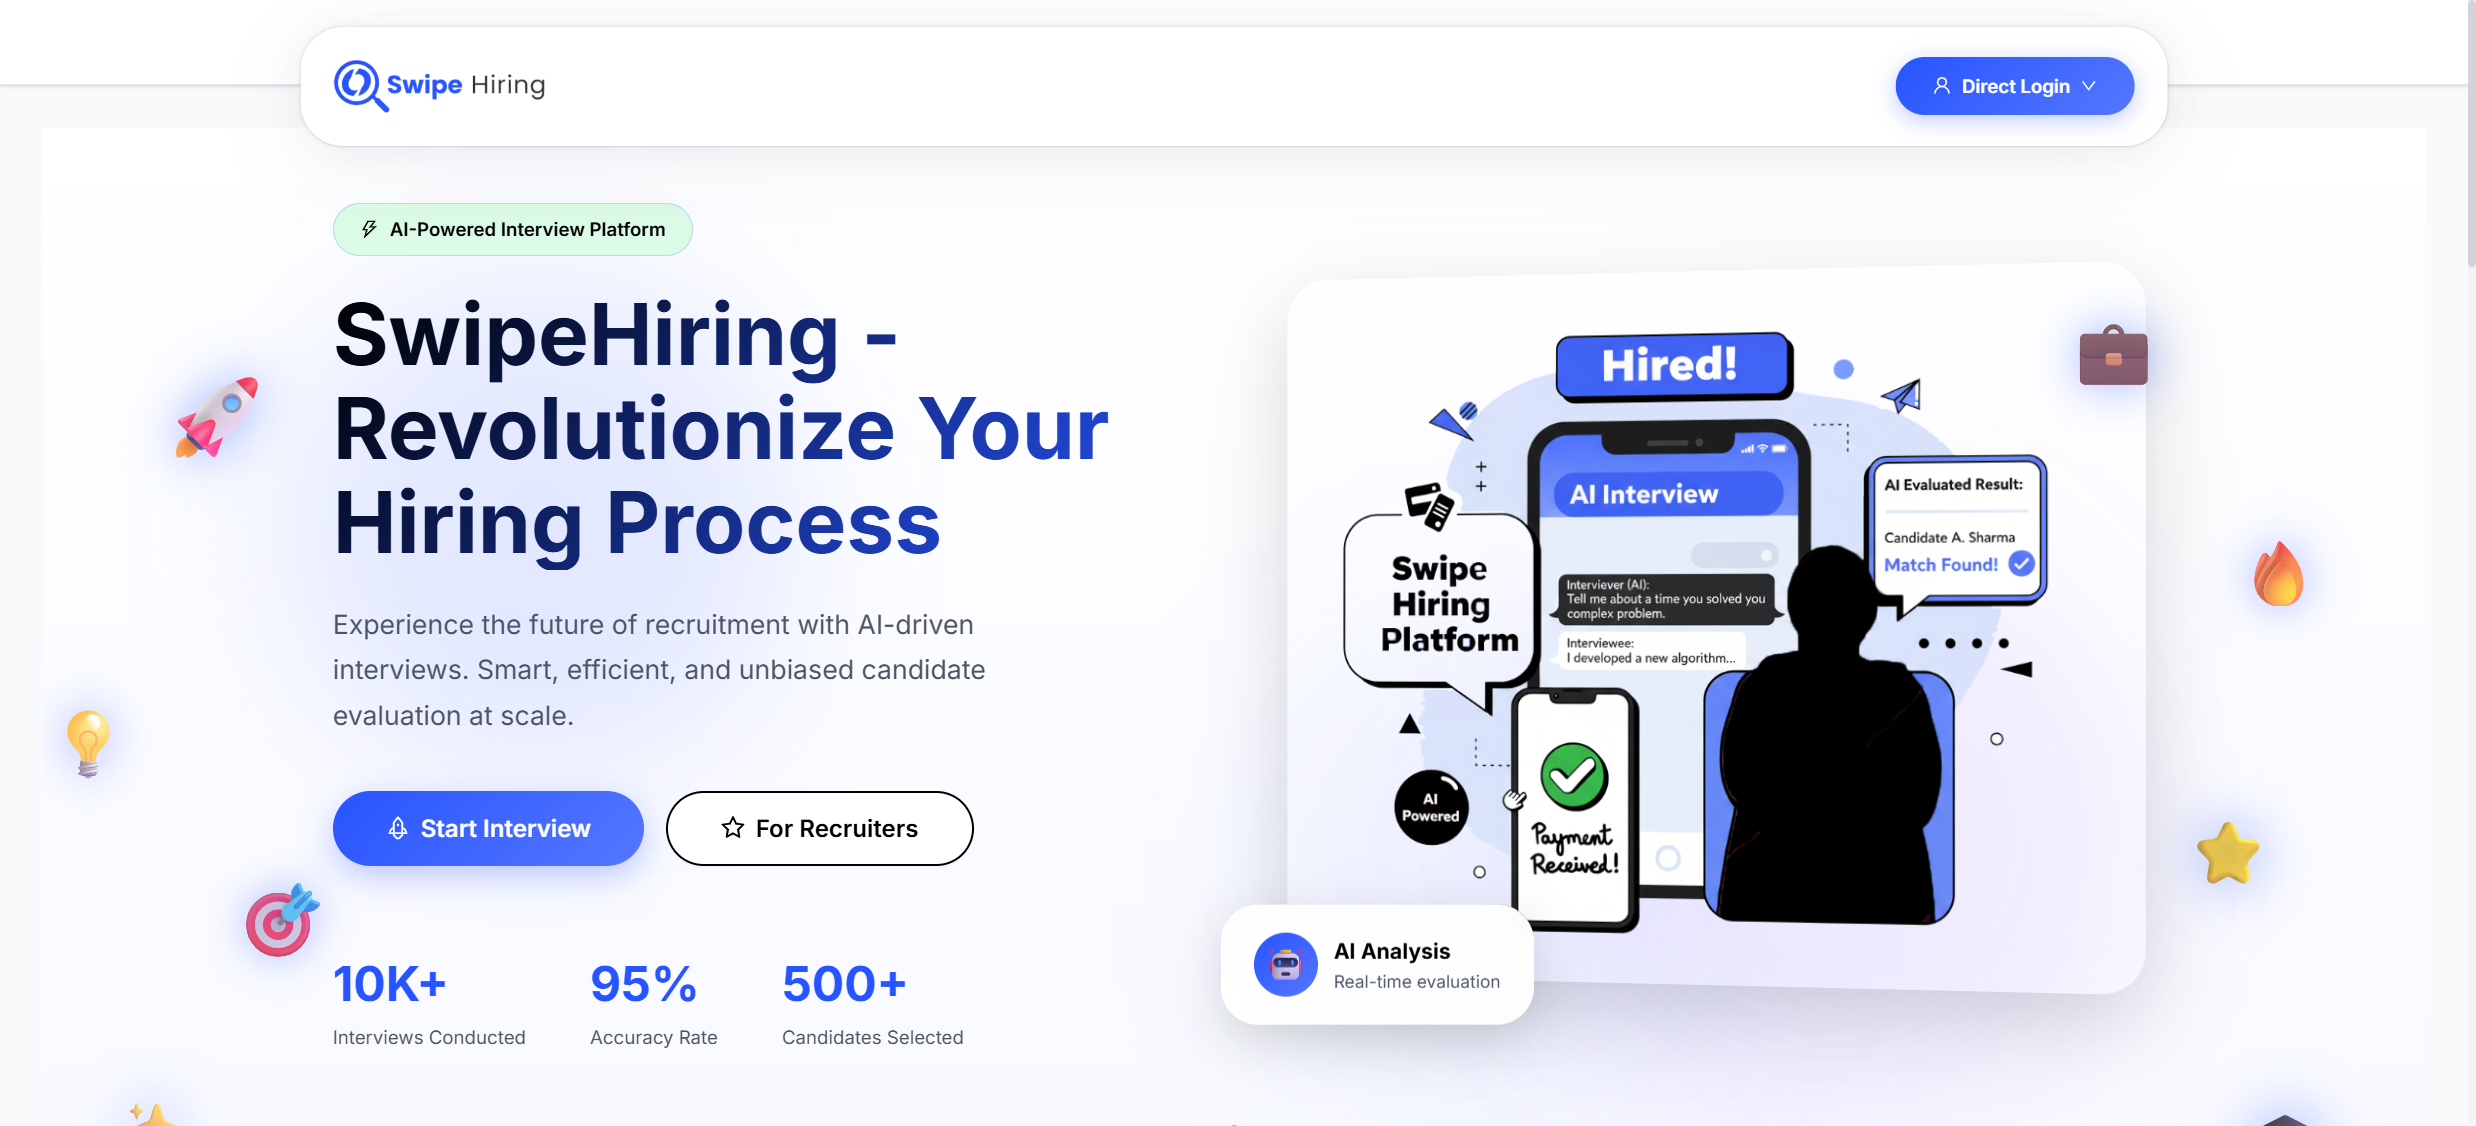 Swipe Hiring
Direct Login
AI-Powered Interview Platform
SwipeHiring -
Revolutionize Your
Hiring Process
Experience the future of recruitment with AI-driven
interviews. Smart, efficient, and unbiased candidate
evaluation at scale.
Start Interview
For Recruiters
10K+
Interviews Conducted
95%
Accuracy Rate
500+
Candidates Selected
Hired!
AI Interview
AI Evaluated Result:
Candidate A. Sharma
Match Found!
Swipe
Hiring
Platform
Interviever (AI):
Tell me about a time you solved you
complex problem.
Interviewee:
I developed a new algorithm...
AI
Powered
Payment
Received!
AI Analysis
Real-time evaluation